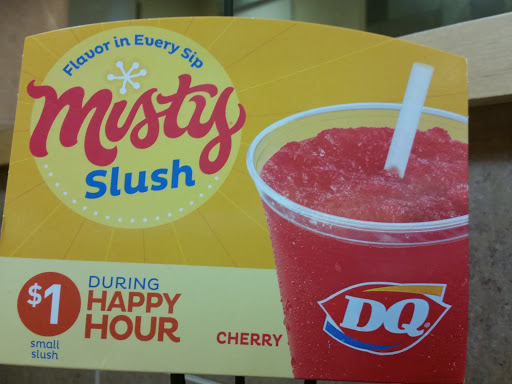 Flavor in Every Sip
Misty
Slush
$1
small
slush
DURING
HAPPY
HOUR
CHERRY
DQ